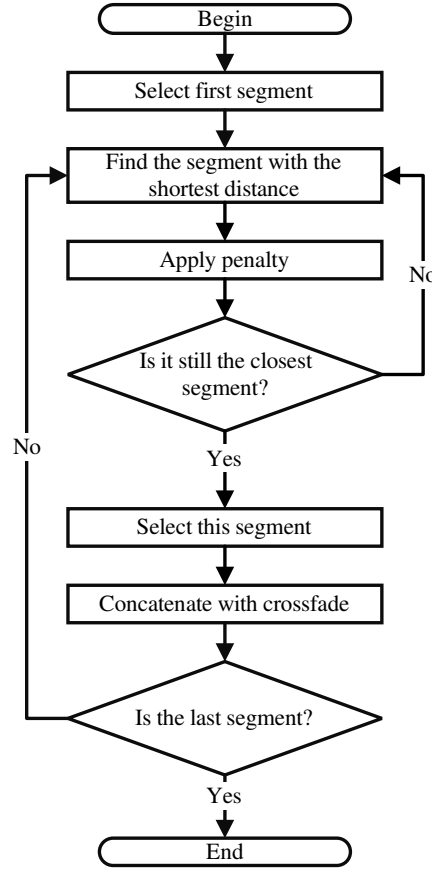 Begin
Select first segment
Find the segment with the
shortest distance
Apply penalty
No
Is it still the closest
segment?
No
Yes
Select this segment
Concatenate with crossfade
Is the last segment?
Yes
End